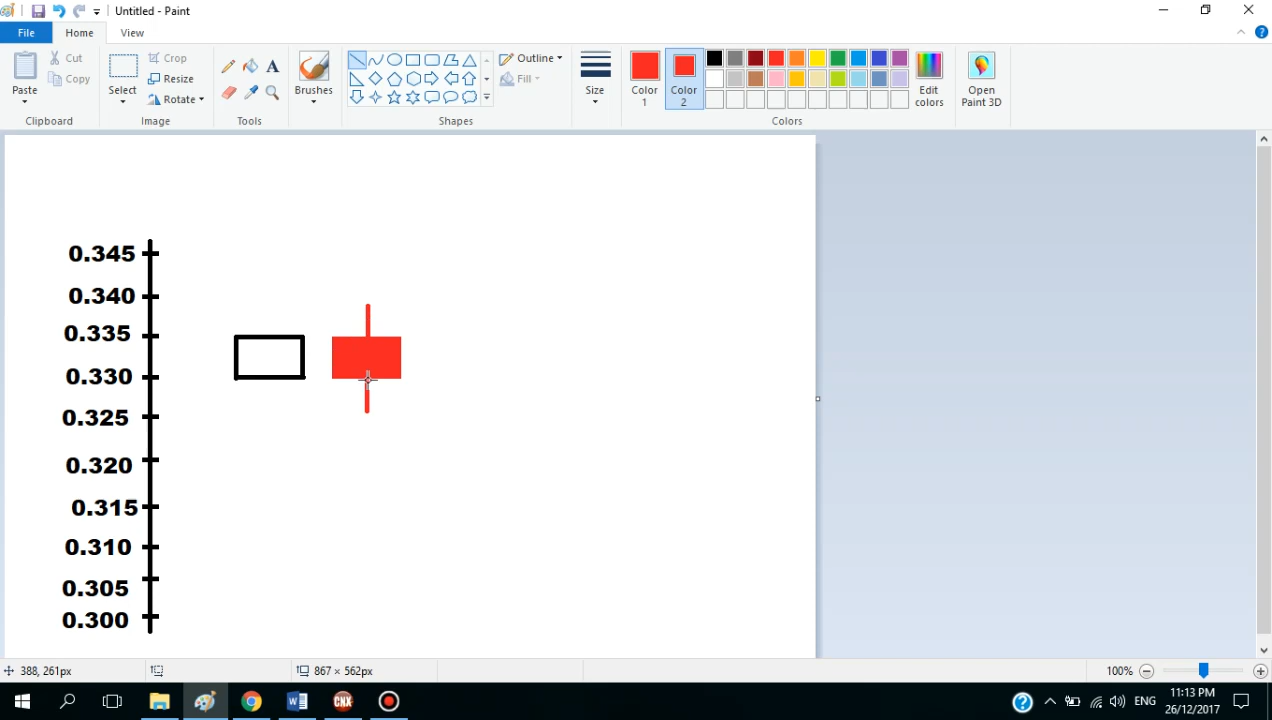 Untitled - Paint
File Home View
Paste Cut Copy
Clipboard
Select Crop Resize Rotate
Image
Tools
Brushes
Shapes
Outline Fill
Size
Color 1
Color 2
Colors
Edit colors
Open Paint 3D
0.345
0.340
0.335
0.330
0.325
0.320
0.315
0.310
0.305
0.300
388, 261px
867 × 562px
100%
CNX
ENG
11:13 PM
26/12/2017